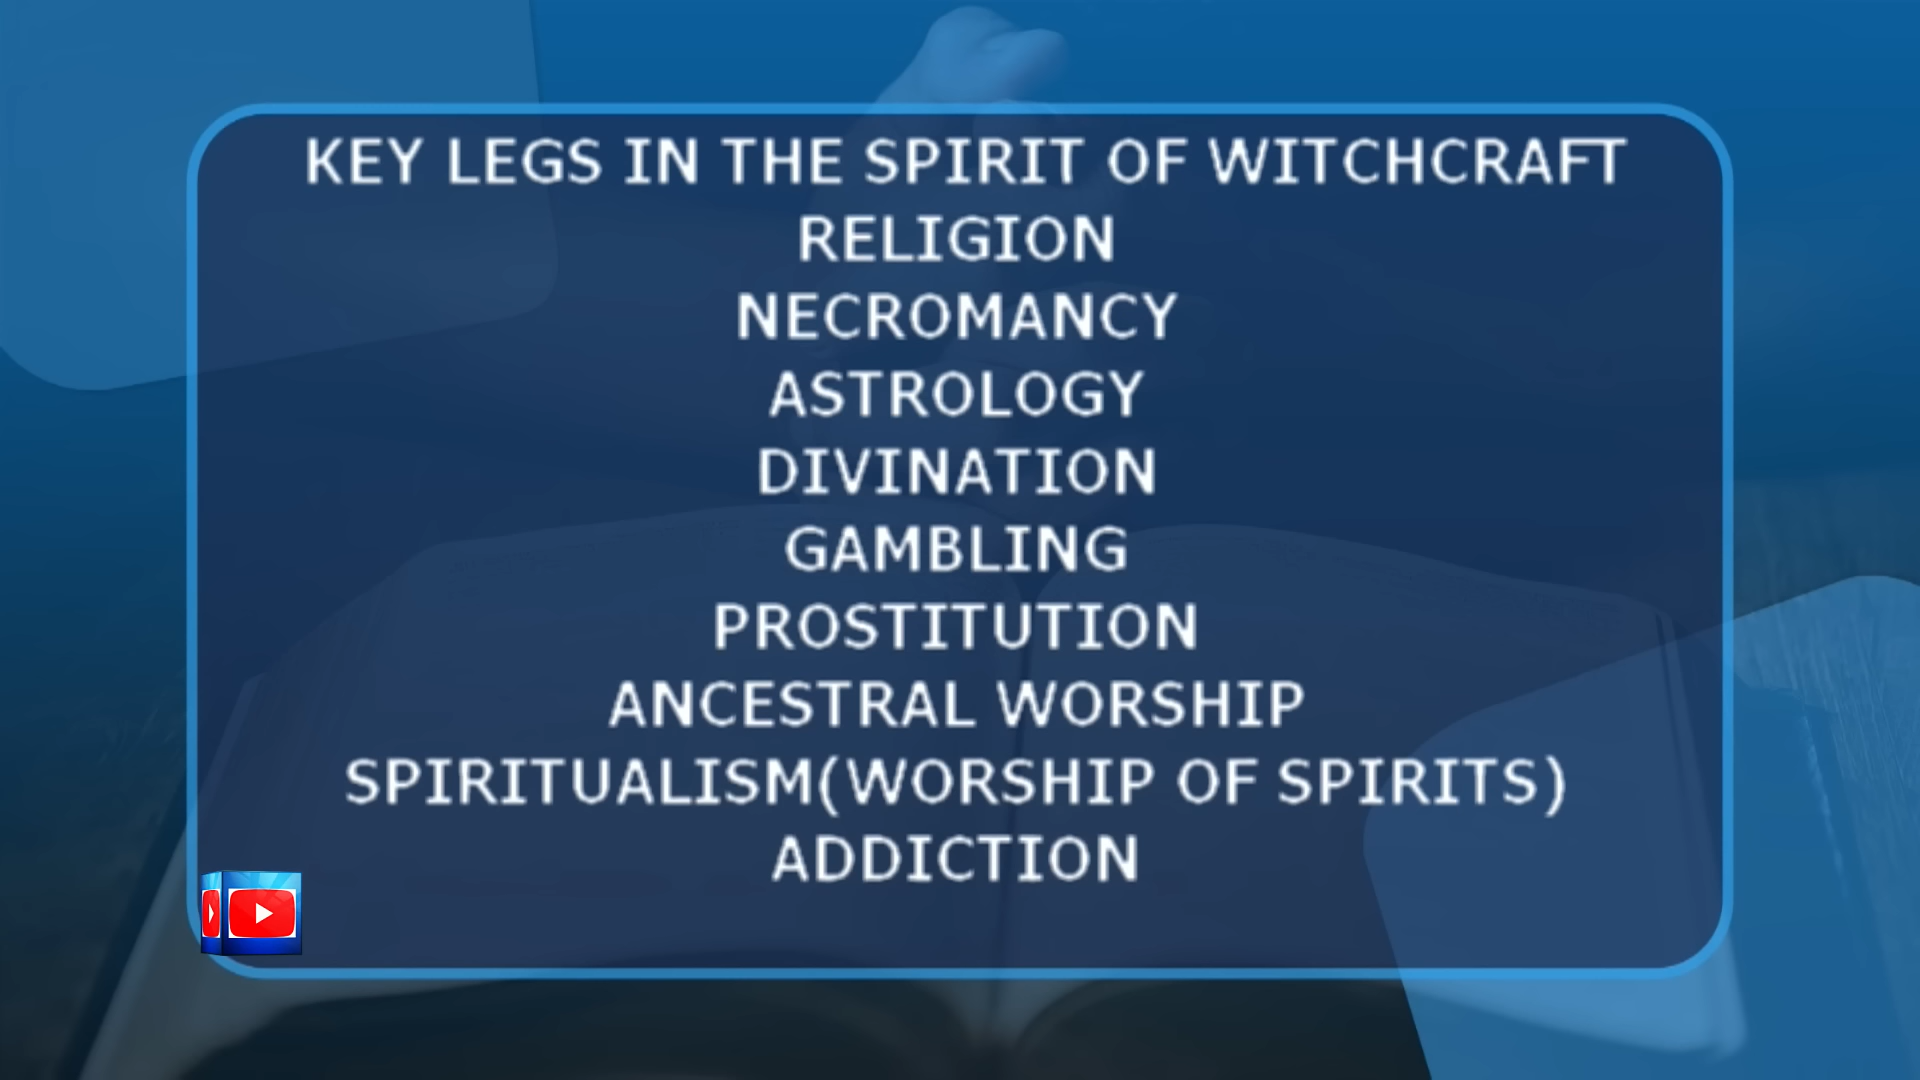 KEY LEGS IN THE SPIRIT OF WITCHCRAFT
RELIGION
NECROMANCY
ASTROLOGY
DIVINATION
GAMBLING
PROSTITUTION
ANCESTRAL WORSHIP
SPIRITUALISM(WORSHIP OF SPIRITS)
ADDICTION